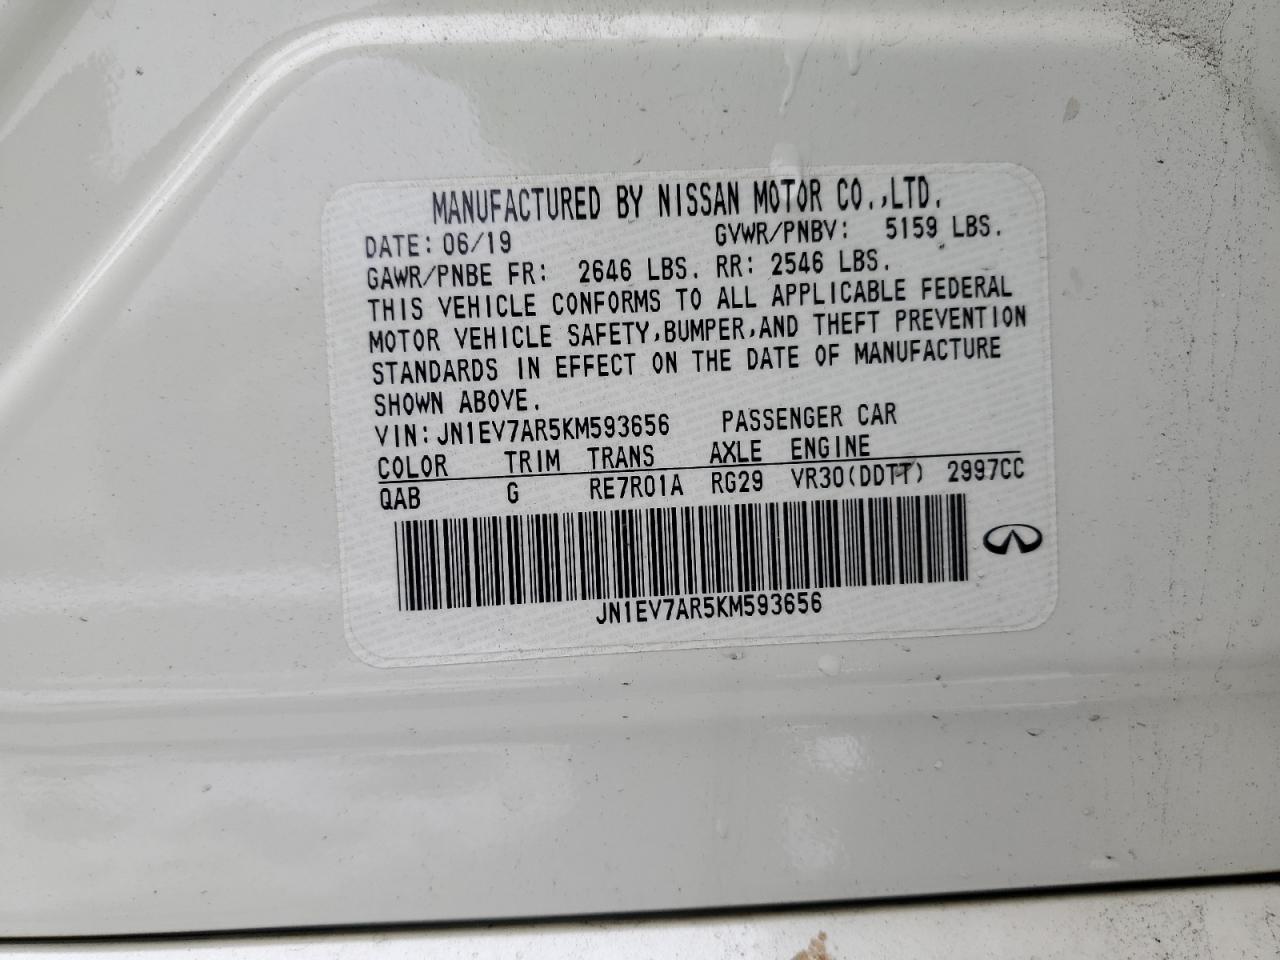 MANUFACTURED BY NISSAN MOTOR CO.,LTD.
DATE: 06/19 GVWR/PNBV: 5159 LBS.
GAWR/PNBE FR: 2646 LBS. RR: 2546 LBS.
THIS VEHICLE CONFORMS TO ALL APPLICABLE FEDERAL
MOTOR VEHICLE SAFETY,BUMPER,AND THEFT PREVENTION
STANDARDS IN EFFECT ON THE DATE OF MANUFACTURE
SHOWN ABOVE.
VIN:JN1EV7AR5KM593656 PASSENGER CAR
COLOR TRIM TRANS AXLE ENGINE
QAB G RE7R01A RG29 VR30(DDTT) 2997CC
JN1EV7AR5KM593656